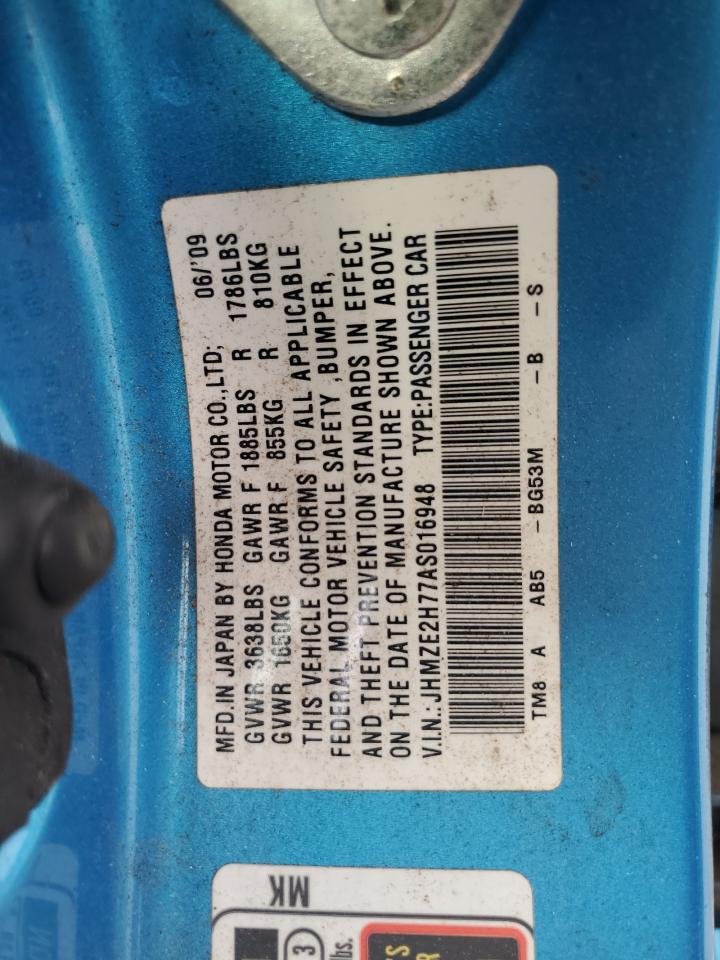 MFD.IN JAPAN BY HONDA MOTOR CO.,LTD; 06/'09
GVWR 3638LBS GAWR F 1885LBS R 1786LBS
GVWR 1650KG GAWR F 855KG R 810KG
THIS VEHICLE CONFORMS TO ALL APPLICABLE
FEDERAL MOTOR VEHICLE SAFETY ,BUMPER,
AND THEFT PREVENTION STANDARDS IN EFFECT
ON THE DATE OF MANUFACTURE SHOWN ABOVE.
V.I.N.: JHMZE2H77AS016948 TYPE:PASSENGER CAR
TM8 A AB5 -BG53M -B -S
MK
3
lbs.